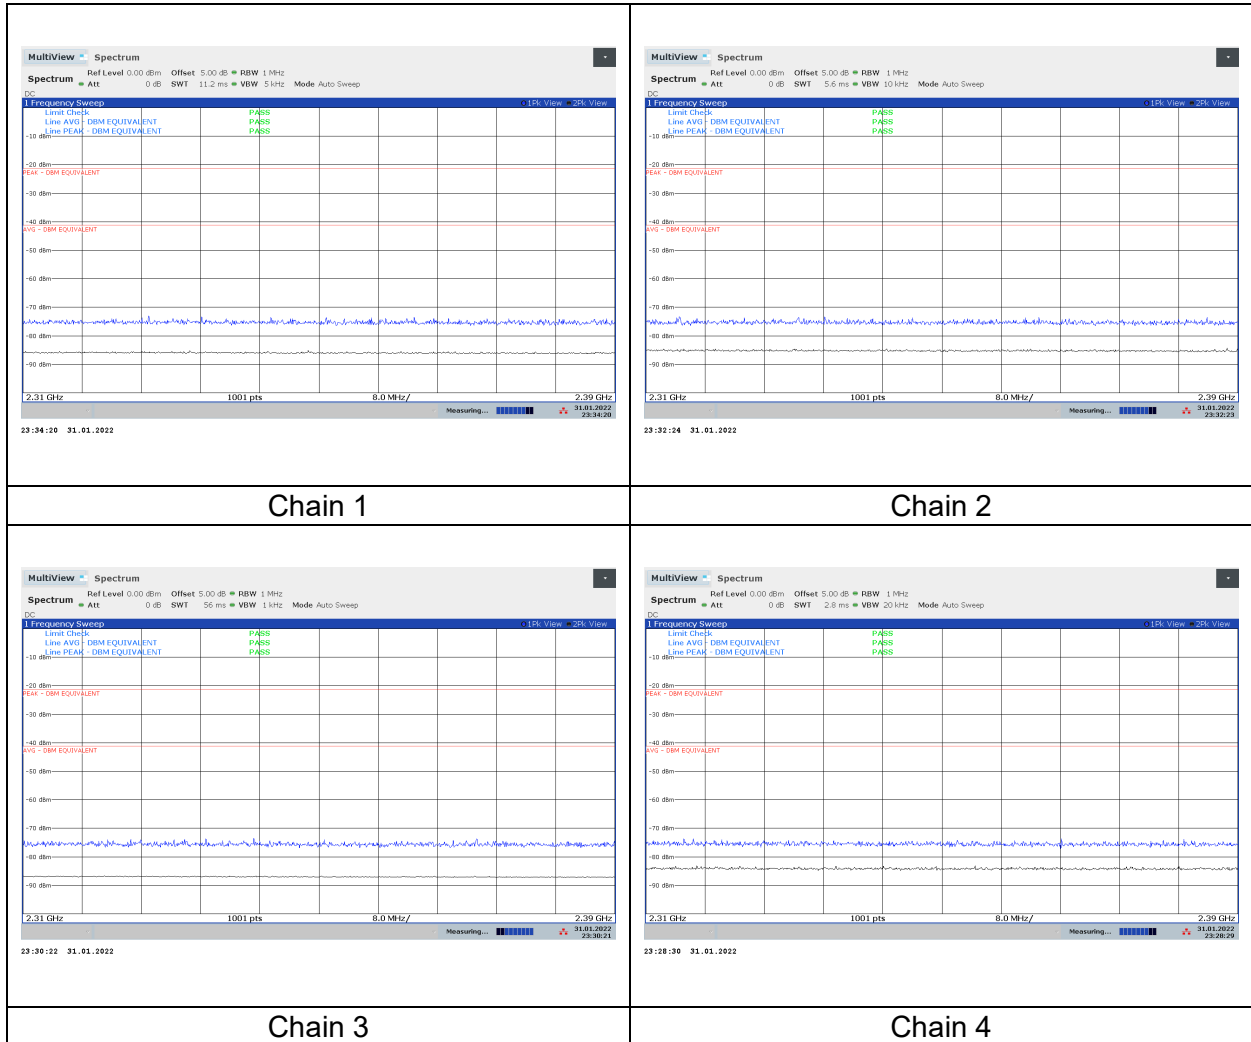 MultiView Spectrum
Ref Level 0.00 dBm Offset 5.00 dB RBW 1 MHz
Spectrum Att 0 dB SWT 11.2 ms VBW 5 kHz Mode Auto Sweep
DC
1 Frequency Sweep 1Pk View 2Pk View
Limit Check PASS
Line AVG - DBM EQUIVALENT PASS
Line PEAK - DBM EQUIVALENT PASS
-10 dBm
-20 dBm
PEAK - DBM EQUIVALENT
-30 dBm
-40 dBm
AVG - DBM EQUIVALENT
-50 dBm
-60 dBm
-70 dBm
-80 dBm
-90 dBm
2.31 GHz 1001 pts 8.0 MHz/ 2.39 GHz
Measuring... 31.01.2022
23:34:20
23:34:20 31.01.2022
MultiView Spectrum
Ref Level 0.00 dBm Offset 5.00 dB RBW 1 MHz
Spectrum Att 0 dB SWT 5.6 ms VBW 10 kHz Mode Auto Sweep
DC
1 Frequency Sweep 1Pk View 2Pk View
Limit Check PASS
Line AVG - DBM EQUIVALENT PASS
Line PEAK - DBM EQUIVALENT PASS
-10 dBm
-20 dBm
PEAK - DBM EQUIVALENT
-30 dBm
-40 dBm
AVG - DBM EQUIVALENT
-50 dBm
-60 dBm
-70 dBm
-80 dBm
-90 dBm
2.31 GHz 1001 pts 8.0 MHz/ 2.39 GHz
Measuring... 31.01.2022
23:32:23
23:32:24 31.01.2022
Chain 1 Chain 2
MultiView Spectrum
Ref Level 0.00 dBm Offset 5.00 dB RBW 1 MHz
Spectrum Att 0 dB SWT 56 ms VBW 1 kHz Mode Auto Sweep
DC
1 Frequency Sweep 1Pk View 2Pk View
Limit Check PASS
Line AVG - DBM EQUIVALENT PASS
Line PEAK - DBM EQUIVALENT PASS
-10 dBm
-20 dBm
PEAK - DBM EQUIVALENT
-30 dBm
-40 dBm
AVG - DBM EQUIVALENT
-50 dBm
-60 dBm
-70 dBm
-80 dBm
-90 dBm
2.31 GHz 1001 pts 8.0 MHz/ 2.39 GHz
Measuring... 31.01.2022
23:30:21
23:30:22 31.01.2022
MultiView Spectrum
Ref Level 0.00 dBm Offset 5.00 dB RBW 1 MHz
Spectrum Att 0 dB SWT 2.8 ms VBW 20 kHz Mode Auto Sweep
DC
1 Frequency Sweep 1Pk View 2Pk View
Limit Check PASS
Line AVG - DBM EQUIVALENT PASS
Line PEAK - DBM EQUIVALENT PASS
-10 dBm
-20 dBm
PEAK - DBM EQUIVALENT
-30 dBm
-40 dBm
AVG - DBM EQUIVALENT
-50 dBm
-60 dBm
-70 dBm
-80 dBm
-90 dBm
2.31 GHz 1001 pts 8.0 MHz/ 2.39 GHz
Measuring... 31.01.2022
23:28:29
23:28:30 31.01.2022
Chain 3 Chain 4